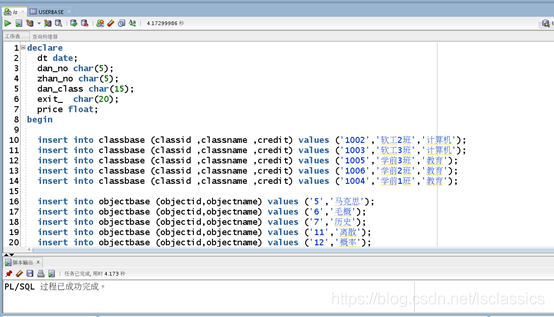 ls USERBASE
4.17299986 秒
工作表 查询构建器
1 declare
2 dt date;
3 dan_no char(5);
4 zhan_no char(5);
5 dan_class char(15);
6 exit_ char(20);
7 price float;
8 begin
9
10 insert into classbase (classid ,classname ,credit) values ('1002','软工2班','计算机');
11 insert into classbase (classid ,classname ,credit) values ('1003','软工3班','计算机');
12 insert into classbase (classid ,classname ,credit) values ('1005','学前3班','教育');
13 insert into classbase (classid ,classname ,credit) values ('1006','学前2班','教育');
14 insert into classbase (classid ,classname ,credit) values ('1004','学前1班','教育');
15
16 insert into objectbase (objectid,objectname) values ('5','马克思');
17 insert into objectbase (objectid,objectname) values ('6','毛概');
18 insert into objectbase (objectid,objectname) values ('7','历史');
19 insert into objectbase (objectid,objectname) values ('11','离散');
20 insert into objectbase (objectid,objectname) values ('12','概率');
脚本输出 ×
任务已完成, 用时 4.173 秒
PL/SQL 过程已成功完成。
https://blog.csdn.net/lsclassics